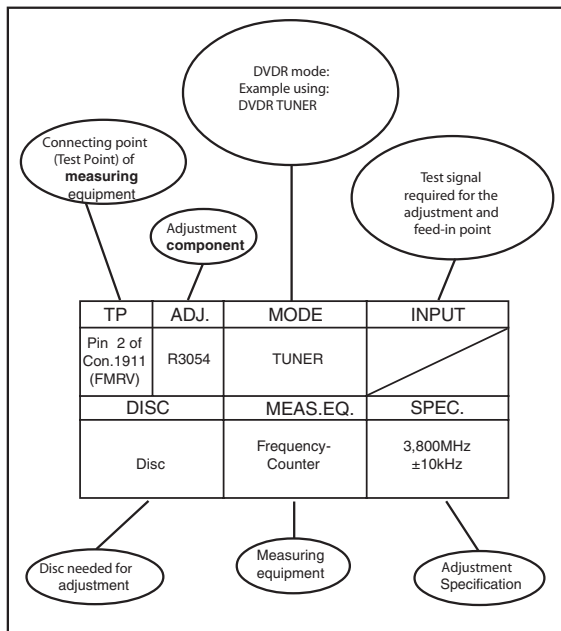 DVDR mode:
Example using:
DVDR TUNER
Connecting point
(Test Point) of
measuring
equipment
Test signal
required for the
adjustment and
feed-in point
Adjustment
component
TP ADJ. MODE INPUT
Pin 2 of
Con.1911
(FMRV)
R3054
TUNER
DISC MEAS.EQ. SPEC.
Disc
Frequency-
Counter
3,800MHz
±10kHz
Disc needed for
adjustment
Measuring
equipment
Adjustment
Specification